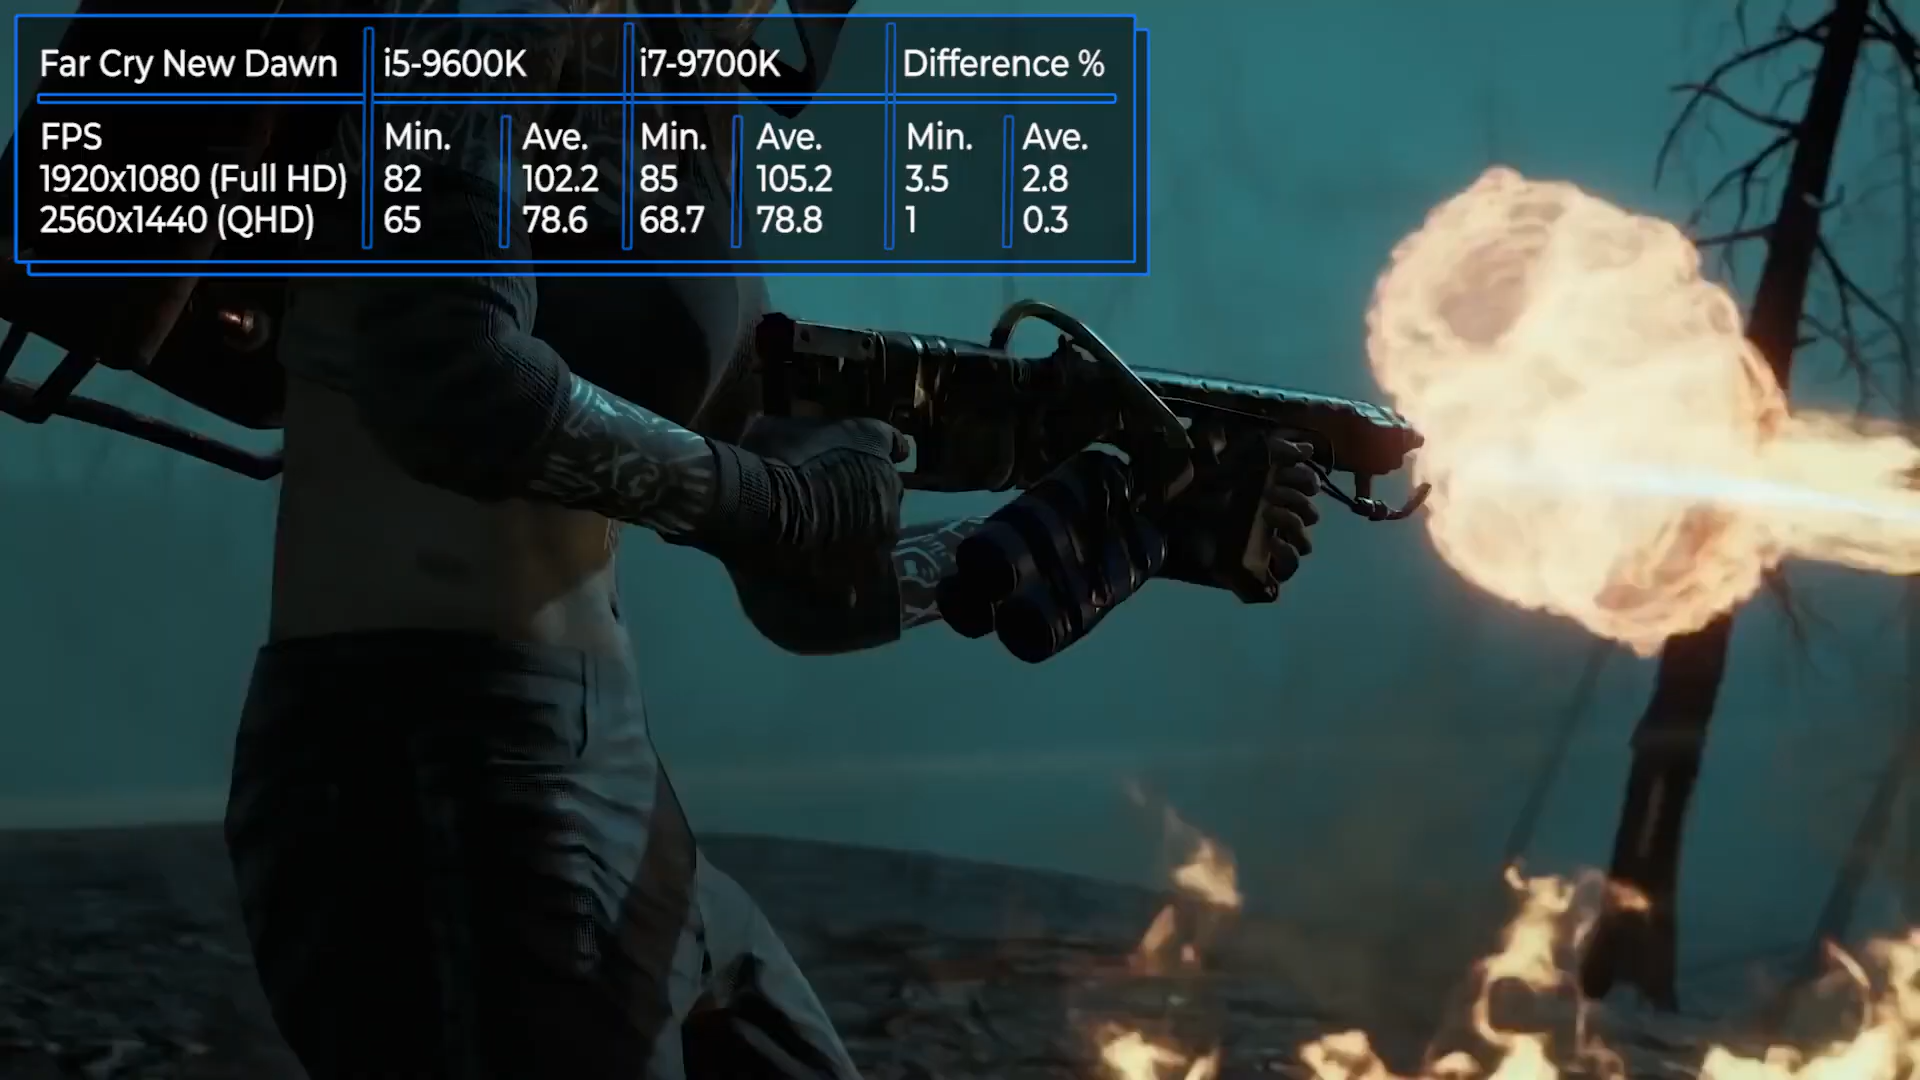 Far Cry New Dawn i5-9600K i7-9700K Difference %
FPS Min. Ave. Min. Ave. Min. Ave.
1920x1080 (Full HD) 82 102.2 85 105.2 3.5 2.8
2560x1440 (QHD) 65 78.6 68.7 78.8 1 0.3